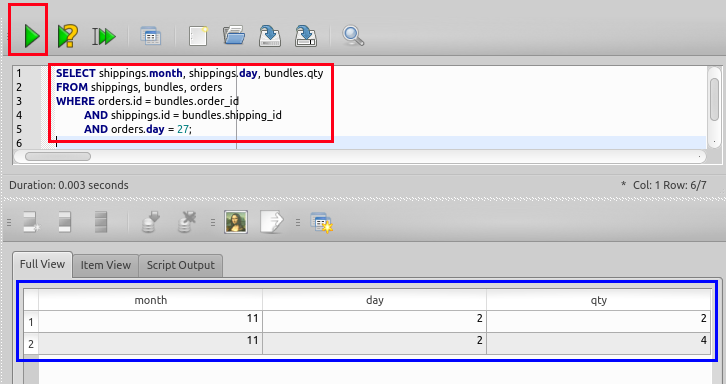 1 SELECT shippings.month, shippings.day, bundles.qty
2 FROM shippings, bundles, orders
3 WHERE orders.id = bundles.order_id
4 AND shippings.id = bundles.shipping_id
5 AND orders.day = 27;
6
Duration: 0.003 seconds * Col: 1 Row: 6/7
Full View Item View Script Output
month day qty
1 11 2 2
2 11 2 4